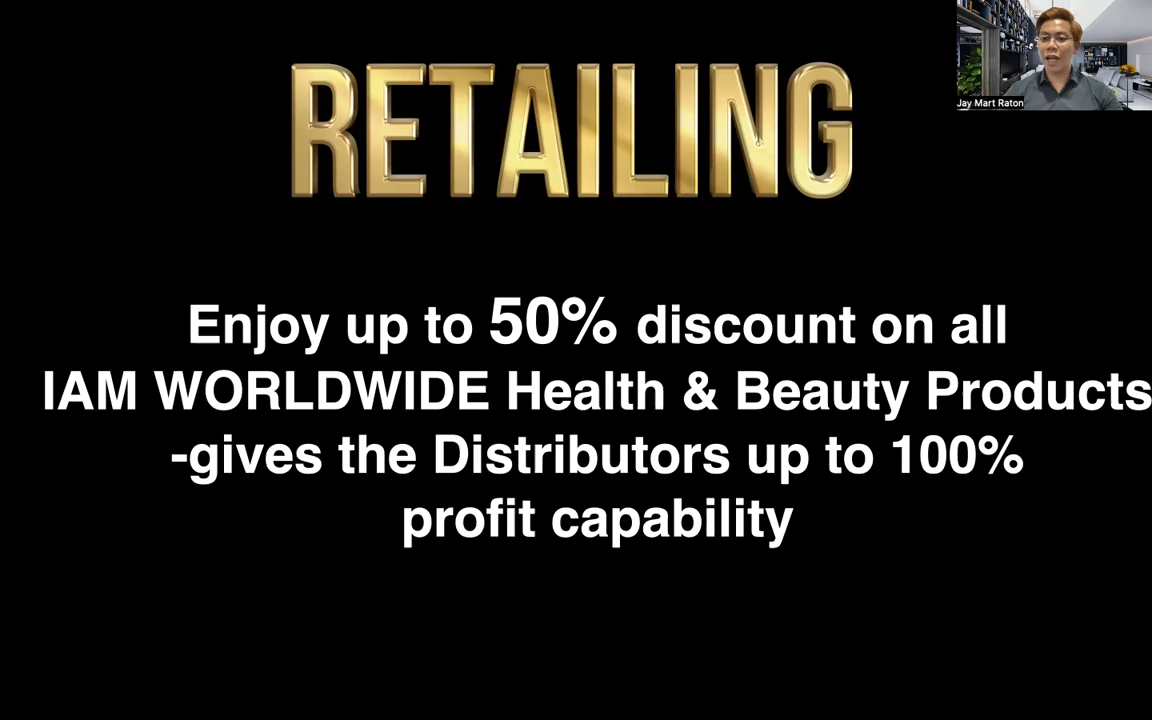 Jay Mart Raton
RETAILING
Enjoy up to 50% discount on all
IAM WORLDWIDE Health & Beauty Products
-gives the Distributors up to 100%
profit capability